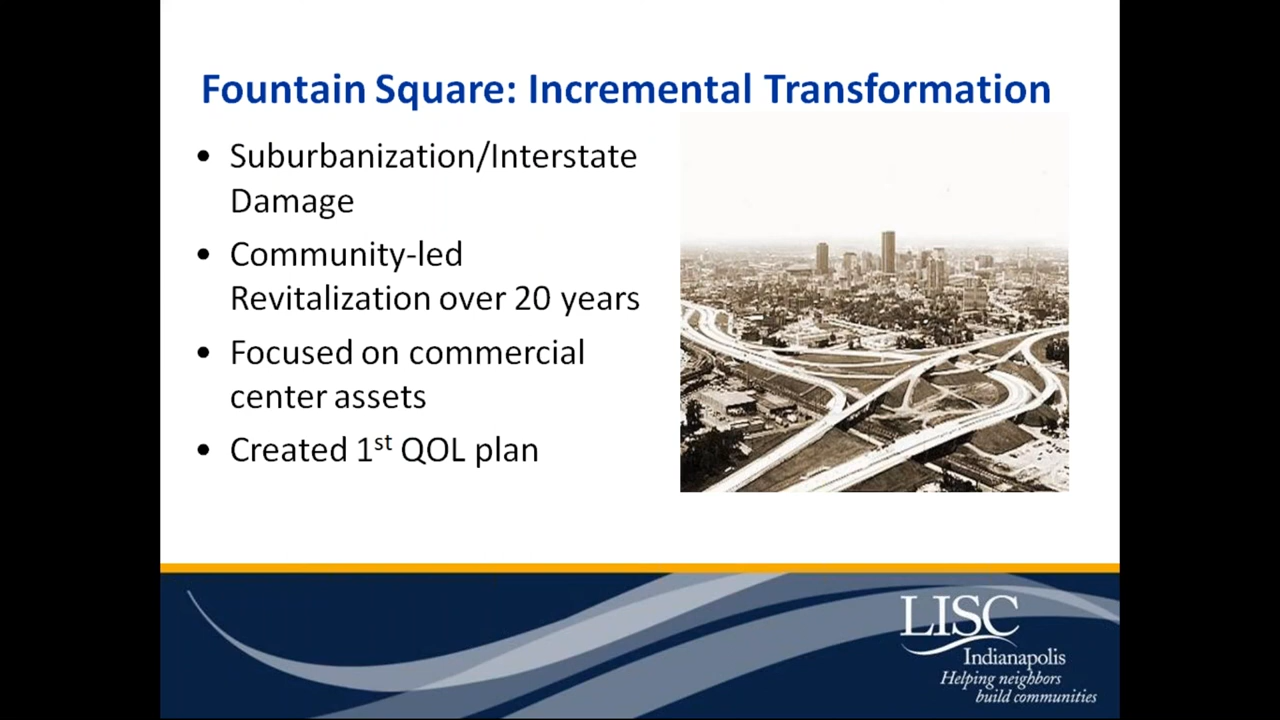 Fountain Square: Incremental Transformation
• Suburbanization/Interstate
Damage
• Community-led
Revitalization over 20 years
• Focused on commercial
center assets
• Created 1st QOL plan
LISC
Indianapolis
Helping neighbors
build communities